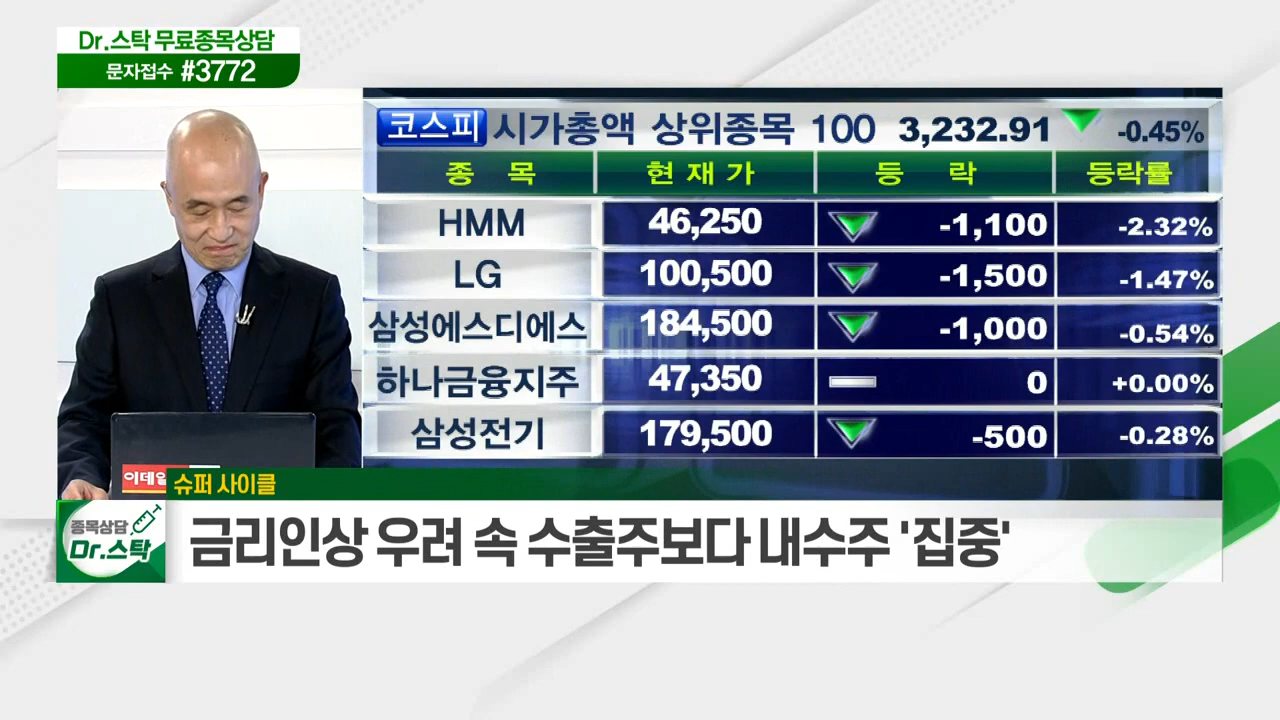 Dr.스탁 무료종목상담
문자접수 #3772
코스피 시가총액 상위종목 100 3,232.91 -0.45%
종 목 현 재 가 등 락 등락률
HMM 46,250 -1,100 -2.32%
LG 100,500 -1,500 -1.47%
삼성에스디에스 184,500 -1,000 -0.54%
하나금융지주 47,350 0 +0.00%
삼성전기 179,500 -500 -0.28%
이데일
슈퍼 사이클
종목상담
Dr.스탁
금리인상 우려 속 수출주보다 내수주 '집중'